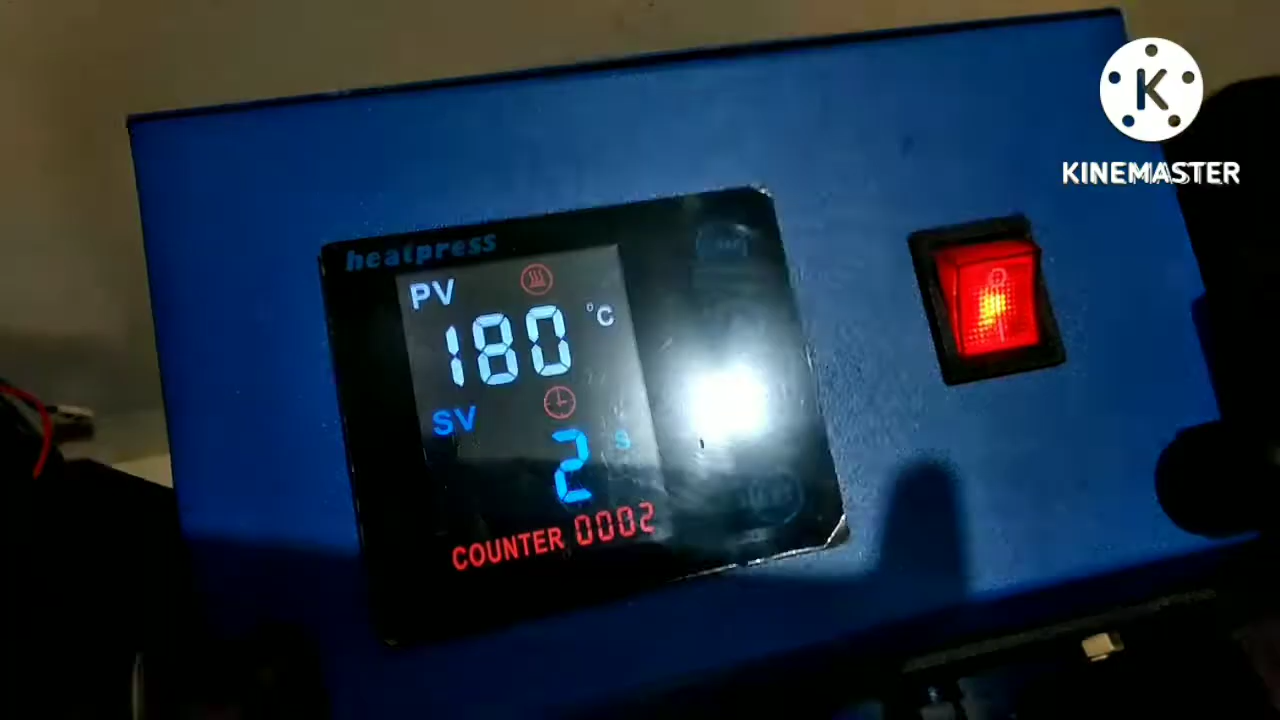 K
KINEMASTER
heatpress
PV
180 °C
SV
2 s
COUNTER 0002